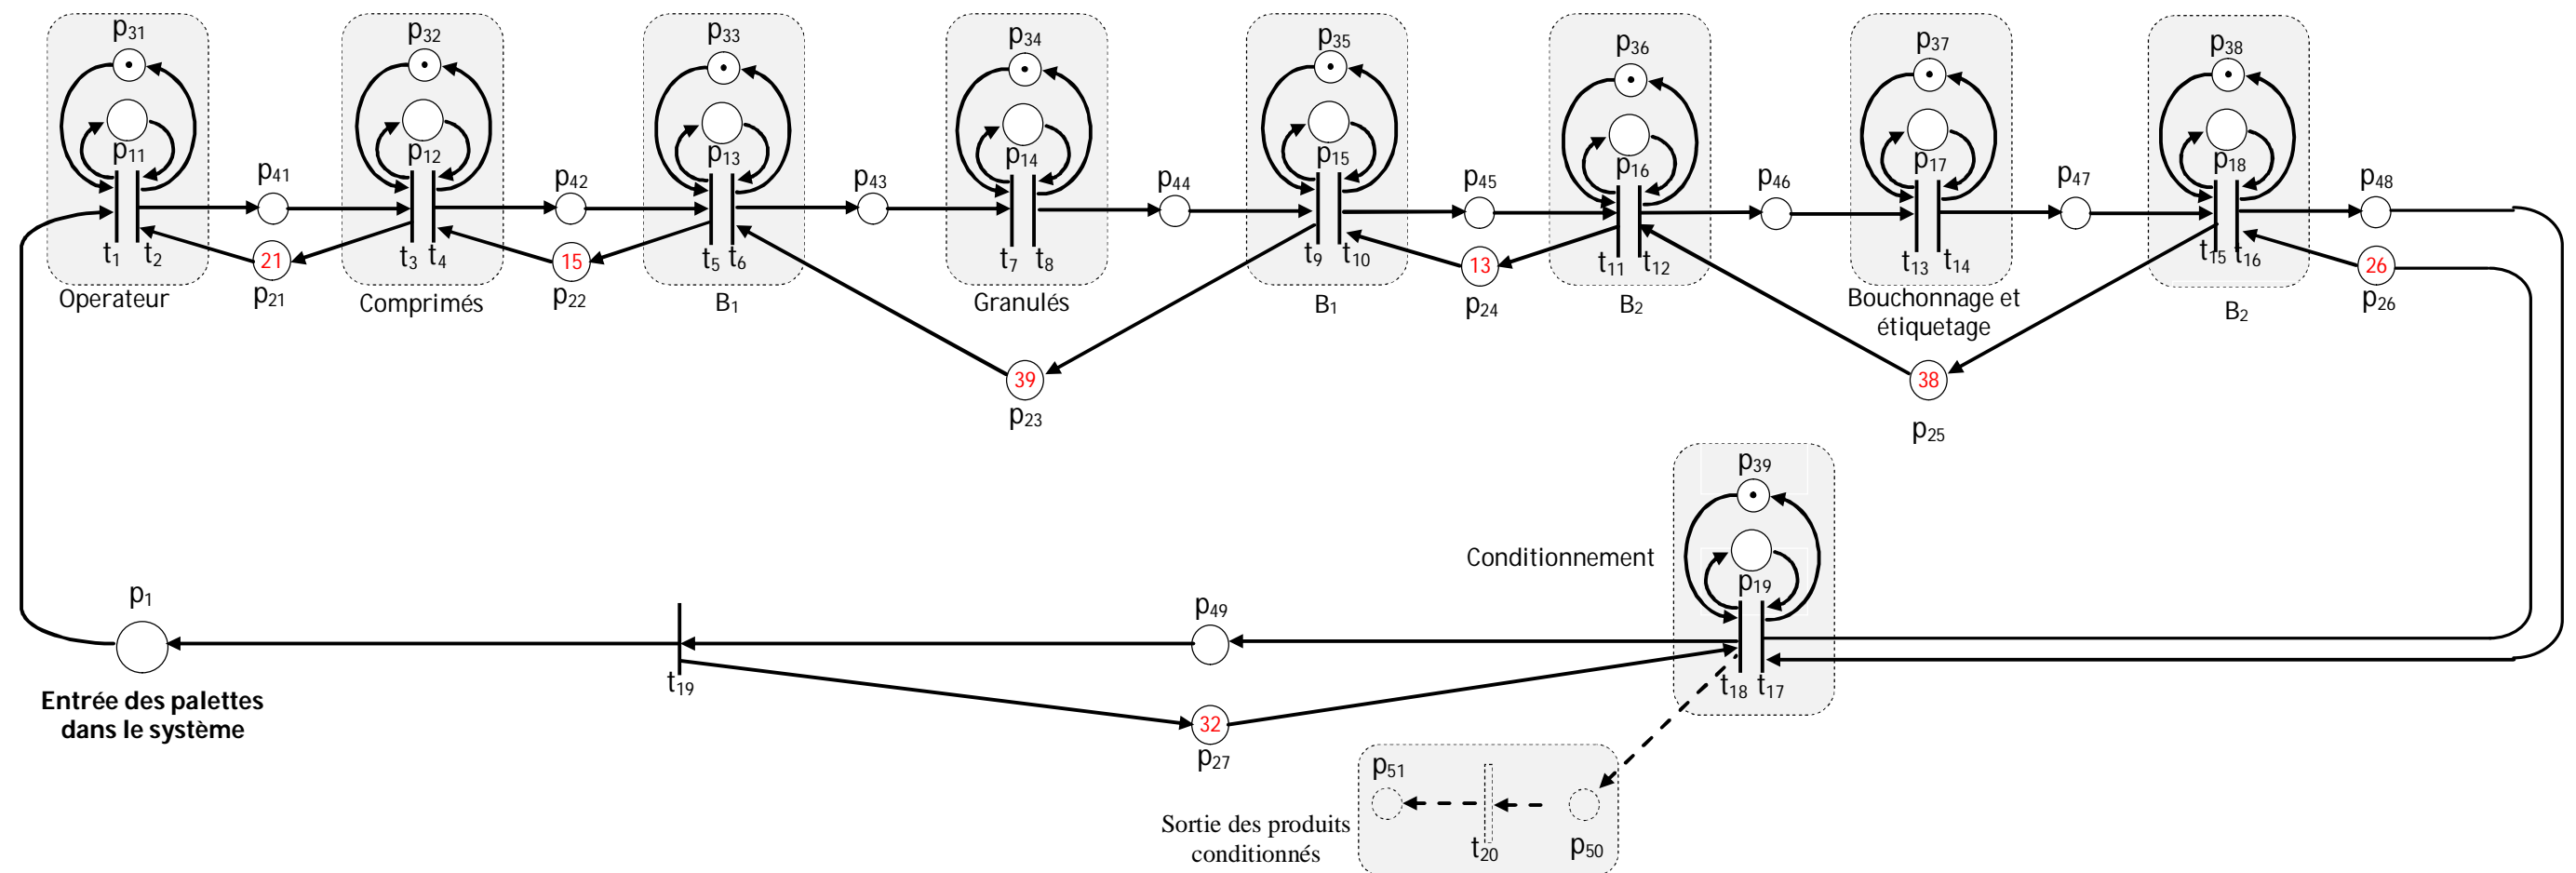 p31 p32 p33 p34 p35 p36 p37 p38
p11 p12 p13 p14 p15 p16 p17 p18
p41 p42 p43 p44 p45 p46 p47 p48
t1 t2 t3 t4 t5 t6 t7 t8 t9 t10 t11 t12 t13 t14 t15 t16
21 15 13 26
p21 p22 p24 p26
Operateur
Comprimés
B1
Granulés
B1
B2
Bouchonnage et
étiquetage
B2
39 38
p23 p25
p39
Conditionnement
p19
p1
p49
t19
t18 t17
Entrée des palettes
dans le système
32
p27
p51
t20
p50
Sortie des produits
conditionnés